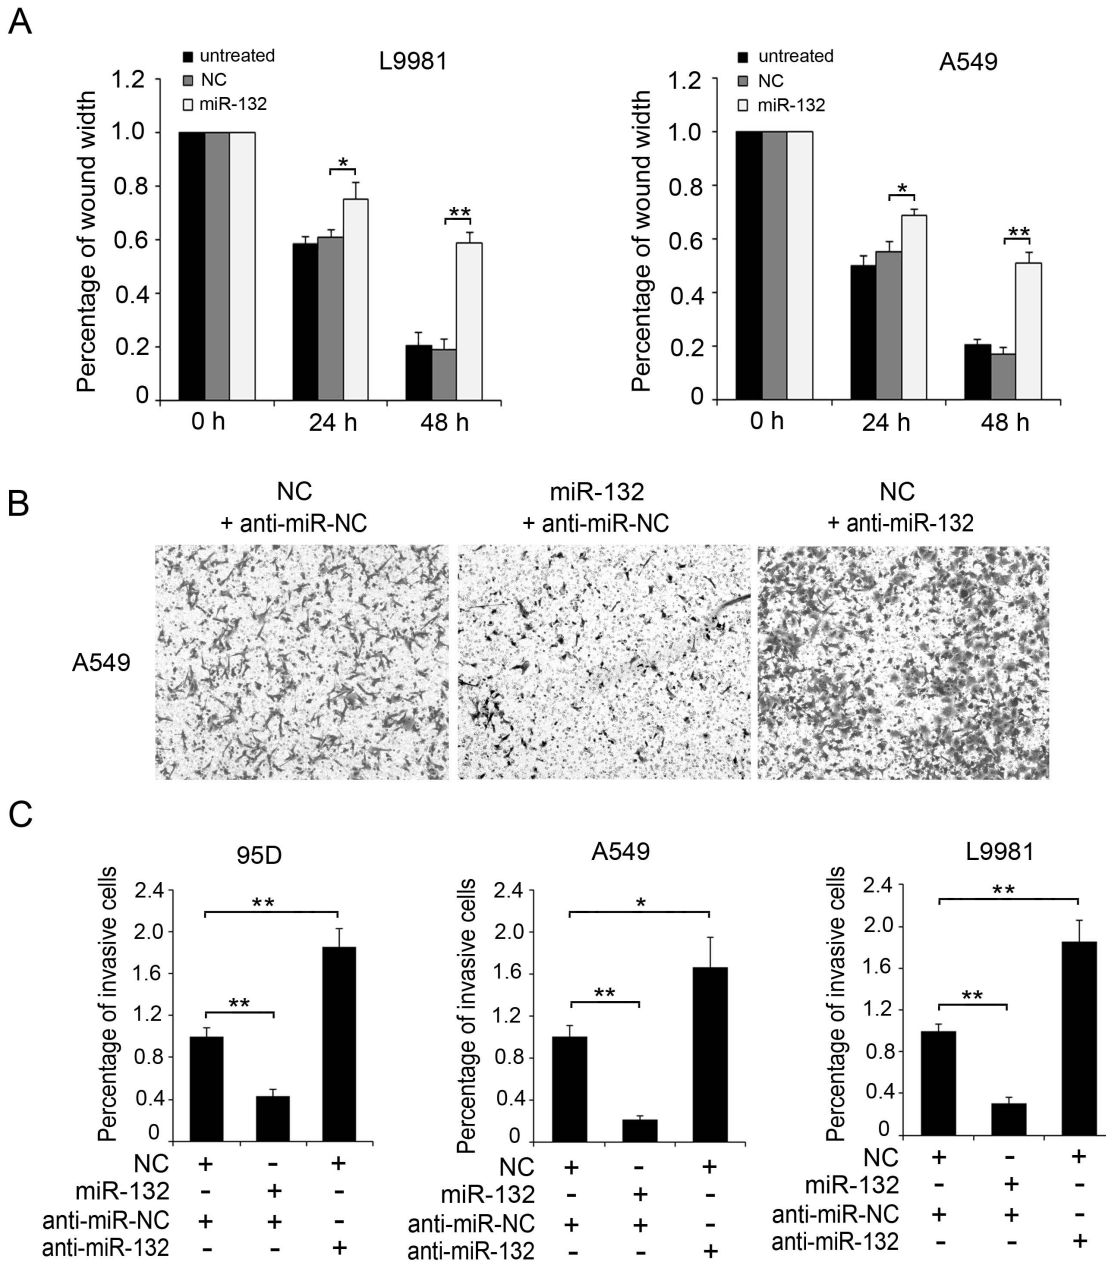 A
untreated
NC
miR-132
L9981
Percentage of wound width
1.2
1.0
0.8
0.6
0.4
0.2
0
*
**
0 h
24 h
48 h
untreated
NC
miR-132
A549
Percentage of wound width
1.2
1.0
0.8
0.6
0.4
0.2
0
*
**
0 h
24 h
48 h
B
NC
+ anti-miR-NC
miR-132
+ anti-miR-NC
NC
+ anti-miR-132
A549
C
95D
Percentage of invasive cells
2.4
2.0
1.6
1.2
0.8
0.4
0
**
**
NC + - +
miR-132 - + -
anti-miR-NC + + -
anti-miR-132 - - +
A549
Percentage of invasive cells
2.4
2.0
1.6
1.2
0.8
0.4
0
*
**
NC + - +
miR-132 - + -
anti-miR-NC + + -
anti-miR-132 - - +
L9981
Percentage of invasive cells
2.4
2.0
1.6
1.2
0.8
0.4
0
**
**
NC + - +
miR-132 - + -
anti-miR-NC + + -
anti-miR-132 - - +